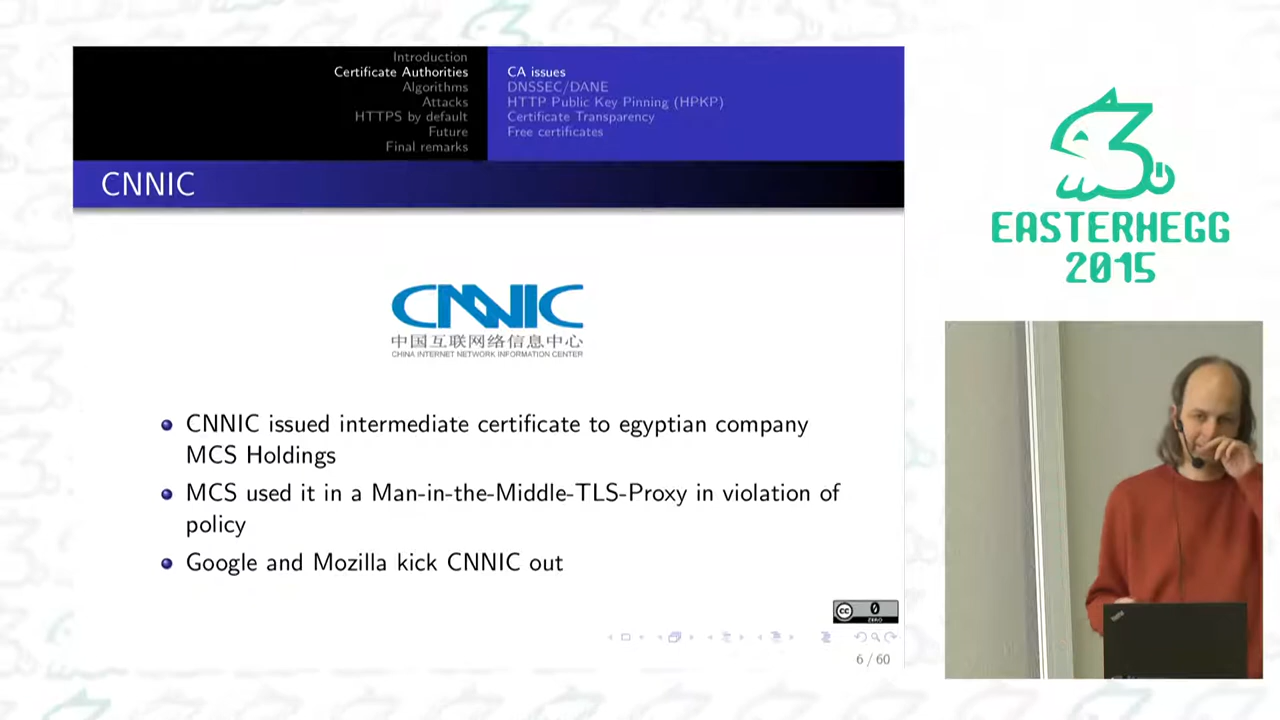 Introduction
Certificate Authorities
Algorithms
Attacks
HTTPS by default
Future
Final remarks
CA issues
DNSSEC/DANE
HTTP Public Key Pinning (HPKP)
Certificate Transparency
Free certificates
CNNIC
CNNIC
中国互联网络信息中心
CHINA INTERNET NETWORK INFORMATION CENTER
CNNIC issued intermediate certificate to egyptian company
MCS Holdings
MCS used it in a Man-in-the-Middle-TLS-Proxy in violation of
policy
Google and Mozilla kick CNNIC out
cc 0
ZERO
6 / 60
EASTERHEGG
2015